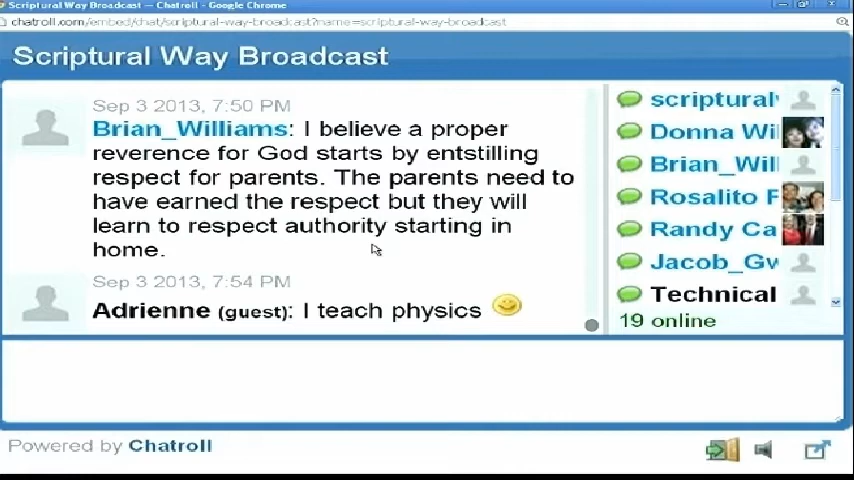 Scriptural Way Broadcast — Chatroll - Google Chrome
chatroll.com/embed/chat/scriptural-way-broadcast?name=scriptural-way-broadcast
Scriptural Way Broadcast
Sep 3 2013, 7:50 PM
Brian_Williams: I believe a proper
reverence for God starts by entstilling
respect for parents. The parents need to
have earned the respect but they will
learn to respect authority starting in
home.
Sep 3 2013, 7:54 PM
Adrienne (guest): I teach physics
scriptural
Donna Wi
Brian_Wil
Rosalito F
Randy Ca
Jacob_Gw
Technical
19 online
Powered by Chatroll